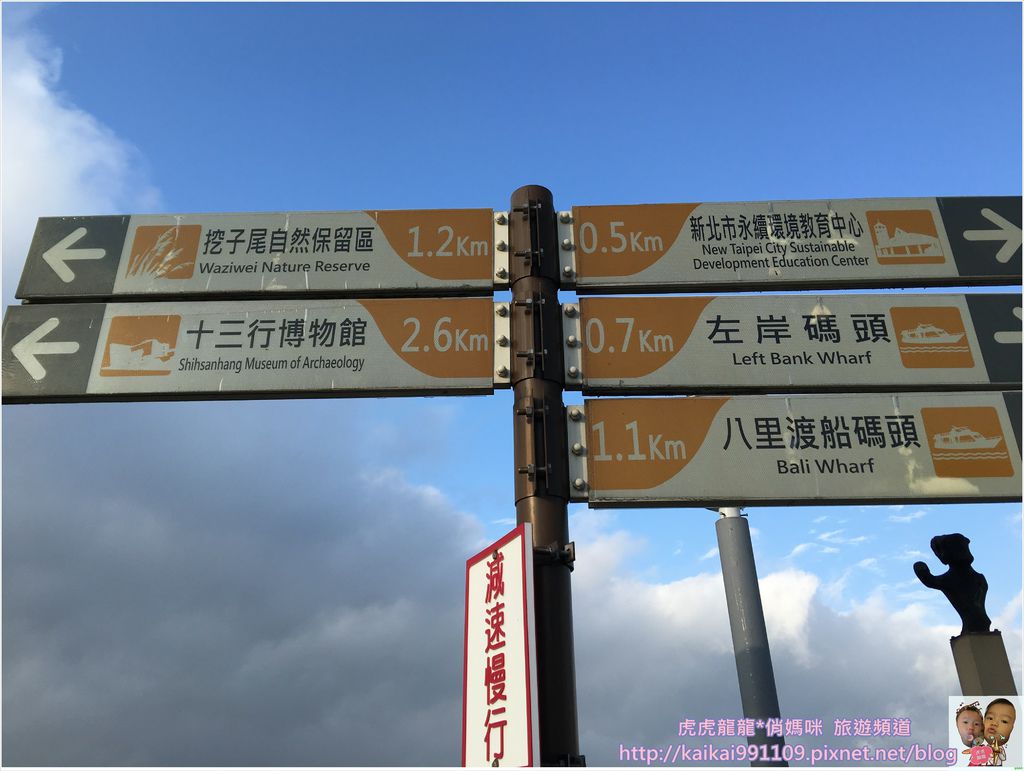 挖子尾自然保留區
Waziwei Nature Reserve
1.2Km
十三行博物館
Shihsanhang Museum of Archaeology
2.6Km
0.5Km
新北市永續環境教育中心
New Taipei City Sustainable
Development Education Center
0.7Km
左岸碼頭
Left Bank Wharf
1.1Km
八里渡船碼頭
Bali Wharf
減速慢行
虎虎龍龍*俏媽咪 旅遊頻道
http://kaikai991109.pixnet.net/blog